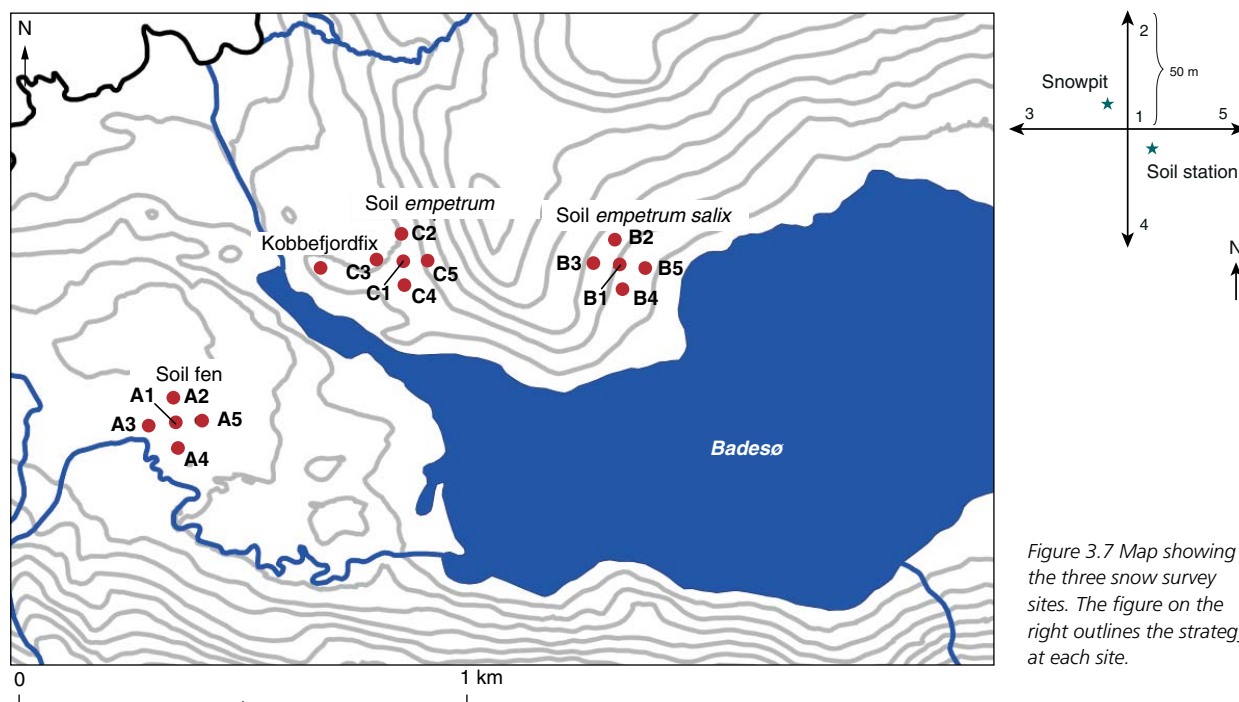 N
2
50 m
Snowpit
3
1
5
Soil station
4
N
Soil empetrum
C2
Soil empetrum salix
B2
Kobbefjordfix
C3
C5
B3
B5
C1
C4
B1
B4
Soil fen
A1
A2
A3
A5
A4
Badesø
Figure 3.7 Map showing
the three snow survey
sites. The figure on the
right outlines the strategy
at each site.
0
1 km